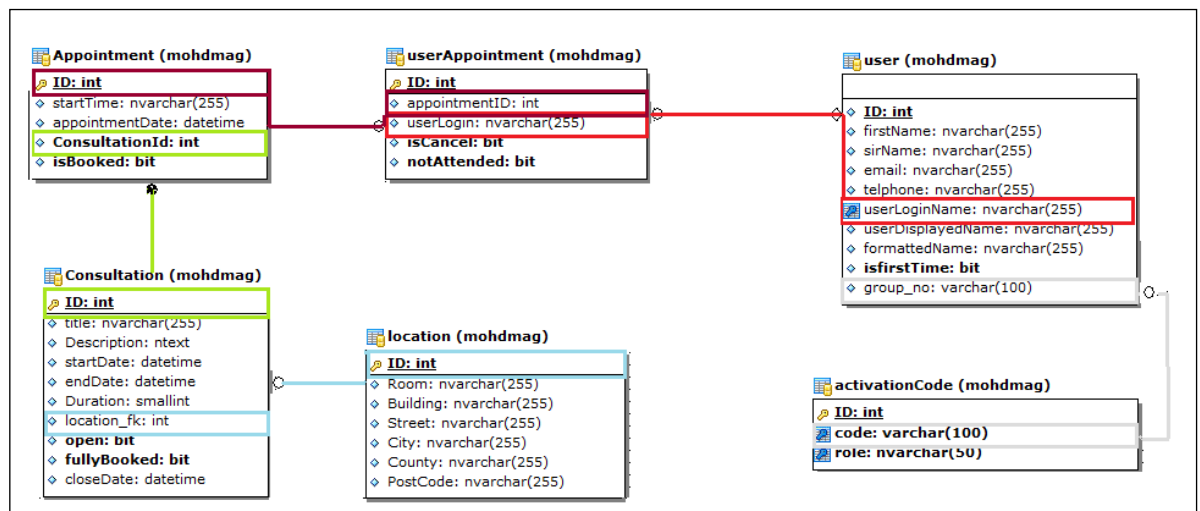 Appointment (mohdmag)
ID: int
startTime: nvarchar(255)
appointmentDate: datetime
ConsultationId: int
isBooked: bit
userAppointment (mohdmag)
ID: int
appointmentID: int
userLogin: nvarchar(255)
isCancel: bit
notAttended: bit
user (mohdmag)
ID: int
firstName: nvarchar(255)
sirName: nvarchar(255)
email: nvarchar(255)
telphone: nvarchar(255)
userLoginName: nvarchar(255)
userDisplayedName: nvarchar(255)
formattedName: nvarchar(255)
isfirstTime: bit
group_no: varchar(100)
Consultation (mohdmag)
ID: int
title: nvarchar(255)
Description: ntext
startDate: datetime
endDate: datetime
Duration: smallint
location_fk: int
open: bit
fullyBooked: bit
closeDate: datetime
location (mohdmag)
ID: int
Room: nvarchar(255)
Building: nvarchar(255)
Street: nvarchar(255)
City: nvarchar(255)
County: nvarchar(255)
PostCode: nvarchar(255)
activationCode (mohdmag)
ID: int
code: varchar(100)
role: nvarchar(50)